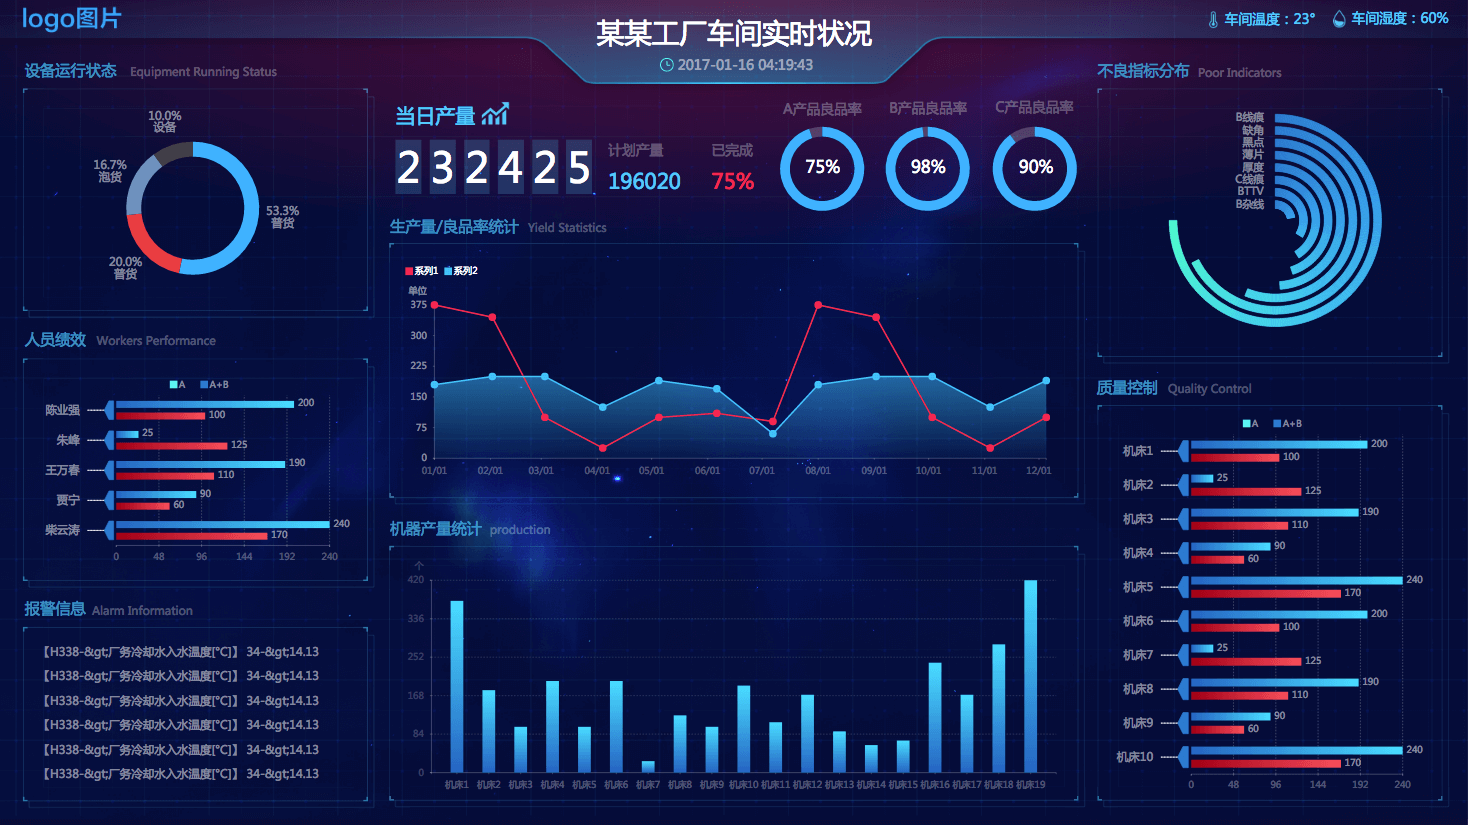 logo图片
某某工厂车间实时状况
2017-01-16 04:19:43
车间温度：23°
车间湿度：60%
设备运行状态 Equipment Running Status
10.0%
设备
16.7%
泡货
53.3%
普货
20.0%
普货
人员绩效 Workers Performance
A A+B
陈业强 200
100
朱峰 25
125
王万春 190
110
贾宁 90
60
柴云涛 240
170
0 48 96 144 192 240
报警信息 Alarm Information
【H338-&gt;厂务冷却水入水温度[℃]】 34-&gt;14.13
【H338-&gt;厂务冷却水入水温度[℃]】 34-&gt;14.13
【H338-&gt;厂务冷却水入水温度[℃]】 34-&gt;14.13
【H338-&gt;厂务冷却水入水温度[℃]】 34-&gt;14.13
【H338-&gt;厂务冷却水入水温度[℃]】 34-&gt;14.13
【H338-&gt;厂务冷却水入水温度[℃]】 34-&gt;14.13
当日产量
2 3 2 4 2 5
计划产量
196020
已完成
75%
A产品良品率
75%
B产品良品率
98%
C产品良品率
90%
生产量/良品率统计 Yield Statistics
系列1 系列2
单位
375
300
225
150
75
0
01/01 02/01 03/01 04/01 05/01 06/01 07/01 08/01 09/01 10/01 11/01 12/01
机器产量统计 production
个
420
336
252
168
84
0
机床1 机床2 机床3 机床4 机床5 机床6 机床7 机床8 机床9 机床10 机床11 机床12 机床13 机床14 机床15 机床16 机床17 机床18 机床19
不良指标分布 Poor Indicators
B线痕
缺角
黑点
薄片
厚度
C线痕
BTTV
B杂线
质量控制 Quality Control
A A+B
机床1 200
100
机床2 25
125
机床3 190
110
机床4 90
60
机床5 240
170
机床6 200
100
机床7 25
125
机床8 190
110
机床9 90
60
机床10 240
170
0 48 96 144 192 240